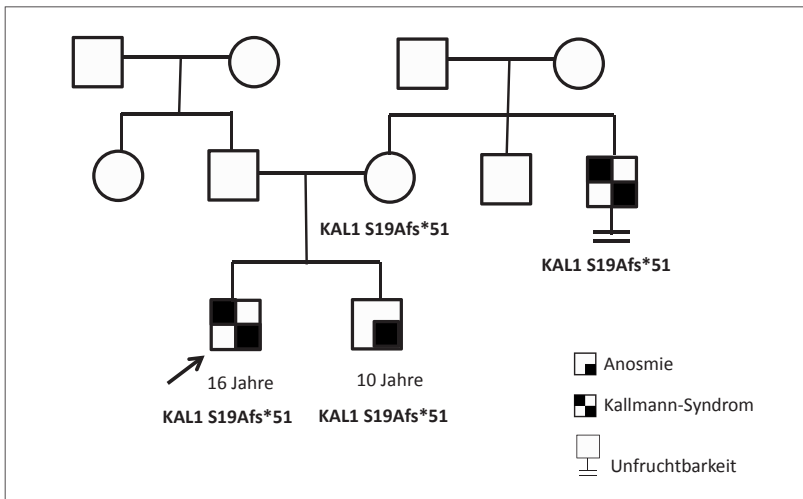 KAL1 S19Afs*51
KAL1 S19Afs*51
16 Jahre
10 Jahre
KAL1 S19Afs*51
KAL1 S19Afs*51
Anosmie
Kallmann-Syndrom
Unfruchtbarkeit